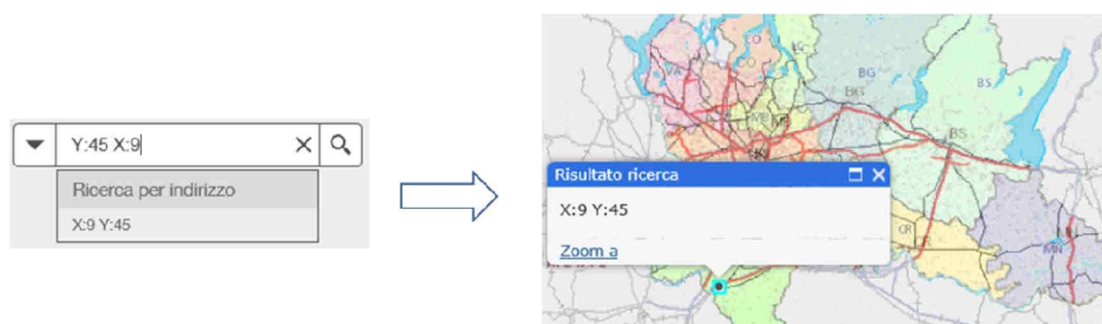 Y:45 X:9
Ricerca per indirizzo
X:9 Y:45
CO
LC
VA
CO
BG
BS
BG
MB
BS
Risultato ricerca
X:9 Y:45
Zoom a
CR
MN